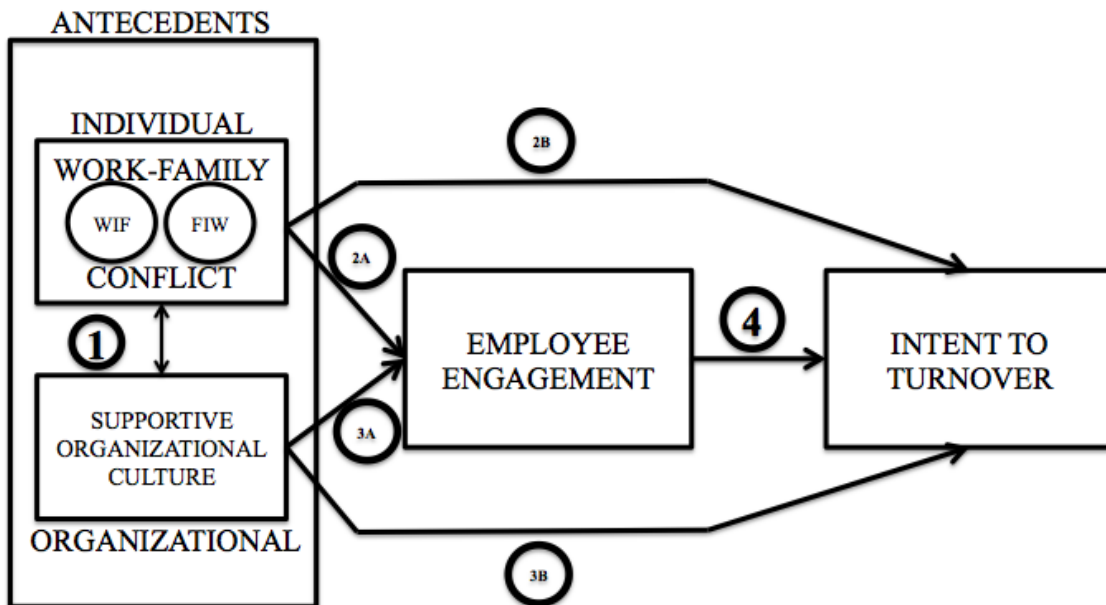 ANTECEDENTS
INDIVIDUAL
WORK-FAMILY
WIF
FIW
CONFLICT
1
SUPPORTIVE
ORGANIZATIONAL
CULTURE
ORGANIZATIONAL
2B
2A
3A
3B
EMPLOYEE
ENGAGEMENT
4
INTENT TO
TURNOVER